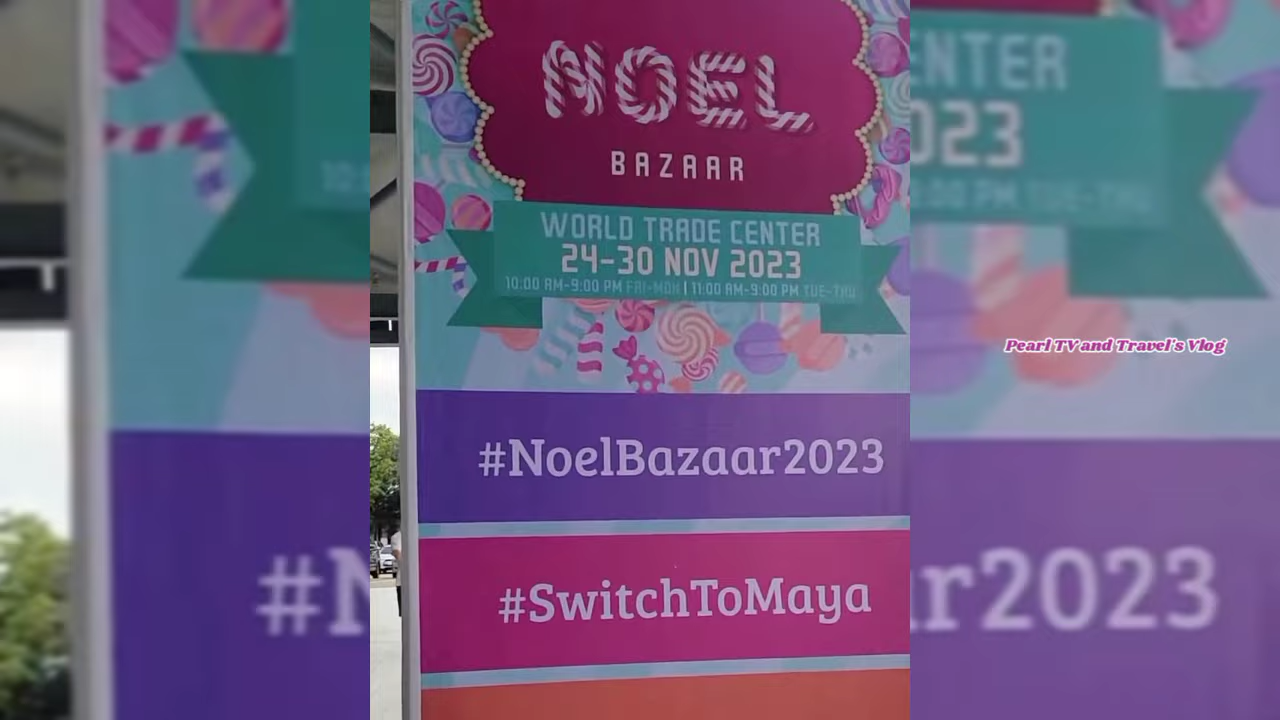 NOEL
BAZAAR
WORLD TRADE CENTER
24-30 NOV 2023
10:00 AM-9:00 PM FRI-MON | 11:00 AM-9:00 PM TUE-THU
#NoelBazaar2023
#SwitchToMaya
Pearl TV and Travel's Vlog